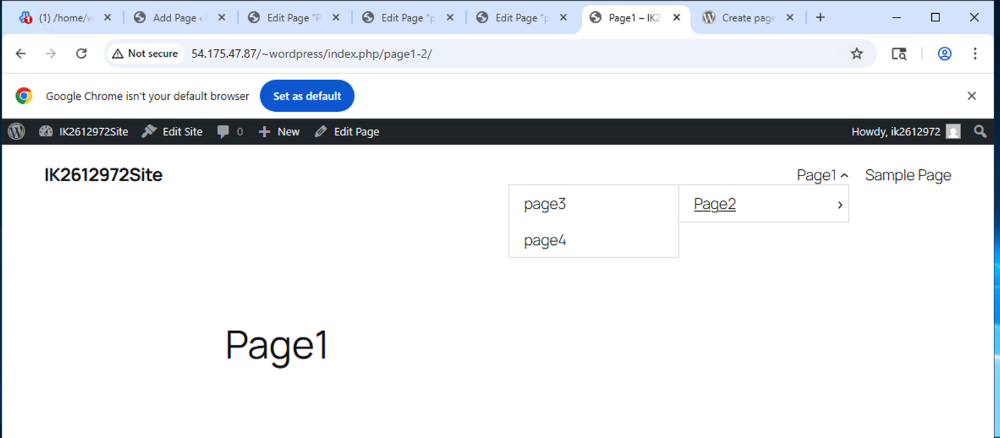 (1) /home/w
Add Page ‹
Edit Page “P
Edit Page “p
Edit Page “p
Page1 – IK2
Create page
Not secure
54.175.47.87/~wordpress/index.php/page1-2/
Google Chrome isn't your default browser
Set as default
IK2612972Site
Edit Site
0
New
Edit Page
Howdy, ik2612972
IK2612972Site
Page1
Sample Page
page3
Page2
page4
Page1